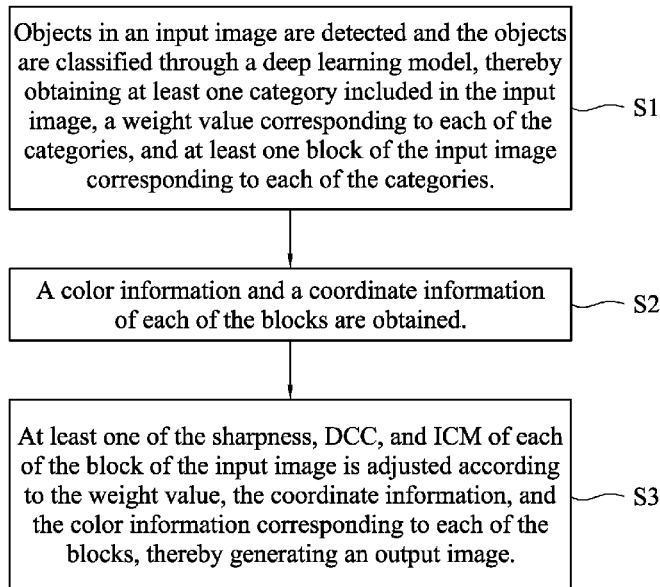 Objects in an input image are detected and the objects
are classified through a deep learning model, thereby
obtaining at least one category included in the input
image, a weight value corresponding to each of the
categories, and at least one block of the input image
corresponding to each of the categories.
S1
A color information and a coordinate information
of each of the blocks are obtained.
S2
At least one of the sharpness, DCC, and ICM of each
of the block of the input image is adjusted according
to the weight value, the coordinate information, and
the color information corresponding to each of the
blocks, thereby generating an output image.
S3